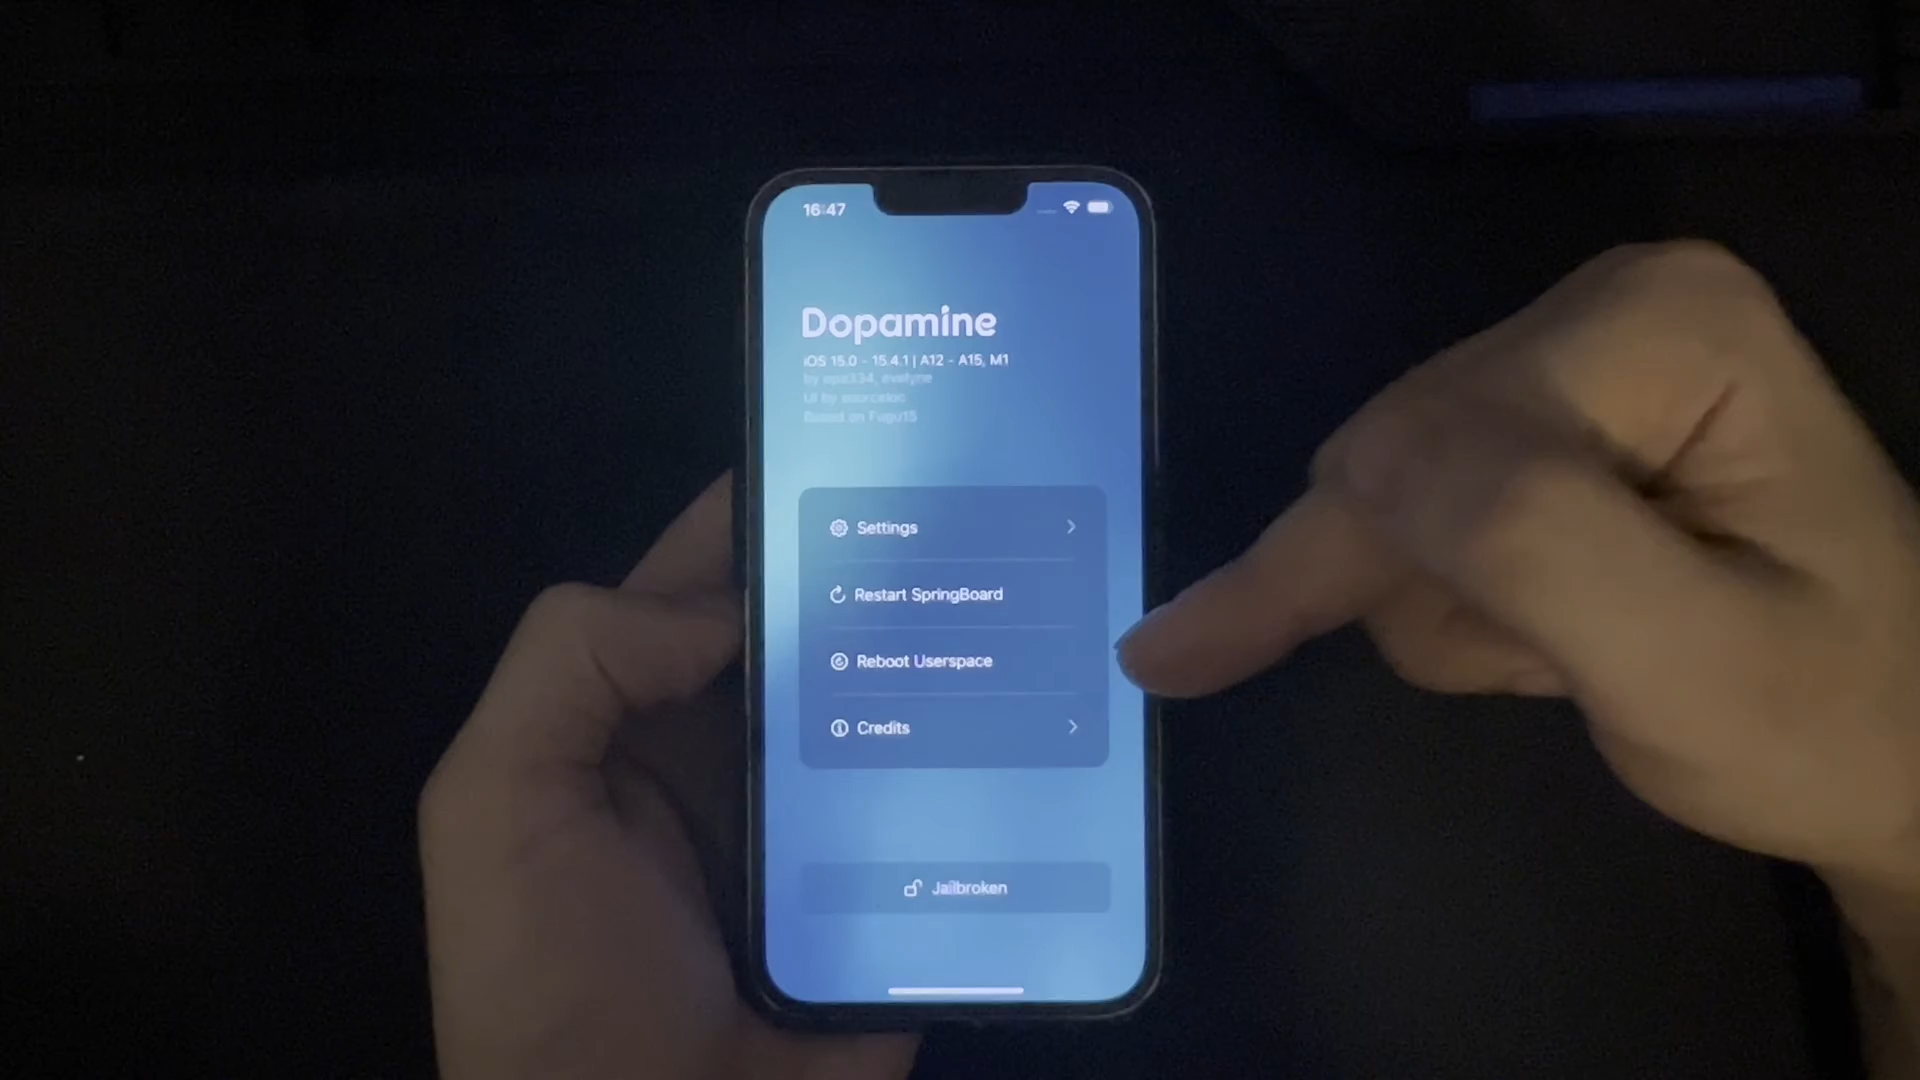 16:47
Dopamine
iOS 15.0 - 15.4.1 | A12 - A15, M1
by opa334, evelyne
UI by sourceloc
Based on Fugu15
Settings
Restart SpringBoard
Reboot Userspace
Credits
Jailbroken